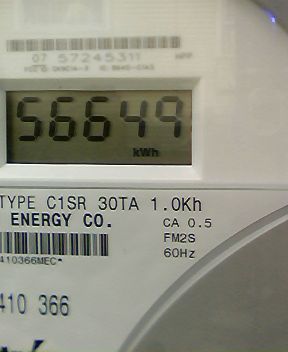 07 57245311
56649
kWh
TYPE C1SR 30TA 1.0Kh
ENERGY CO.
CA 0.5
FM2S
60Hz
410366MEC*
410 366